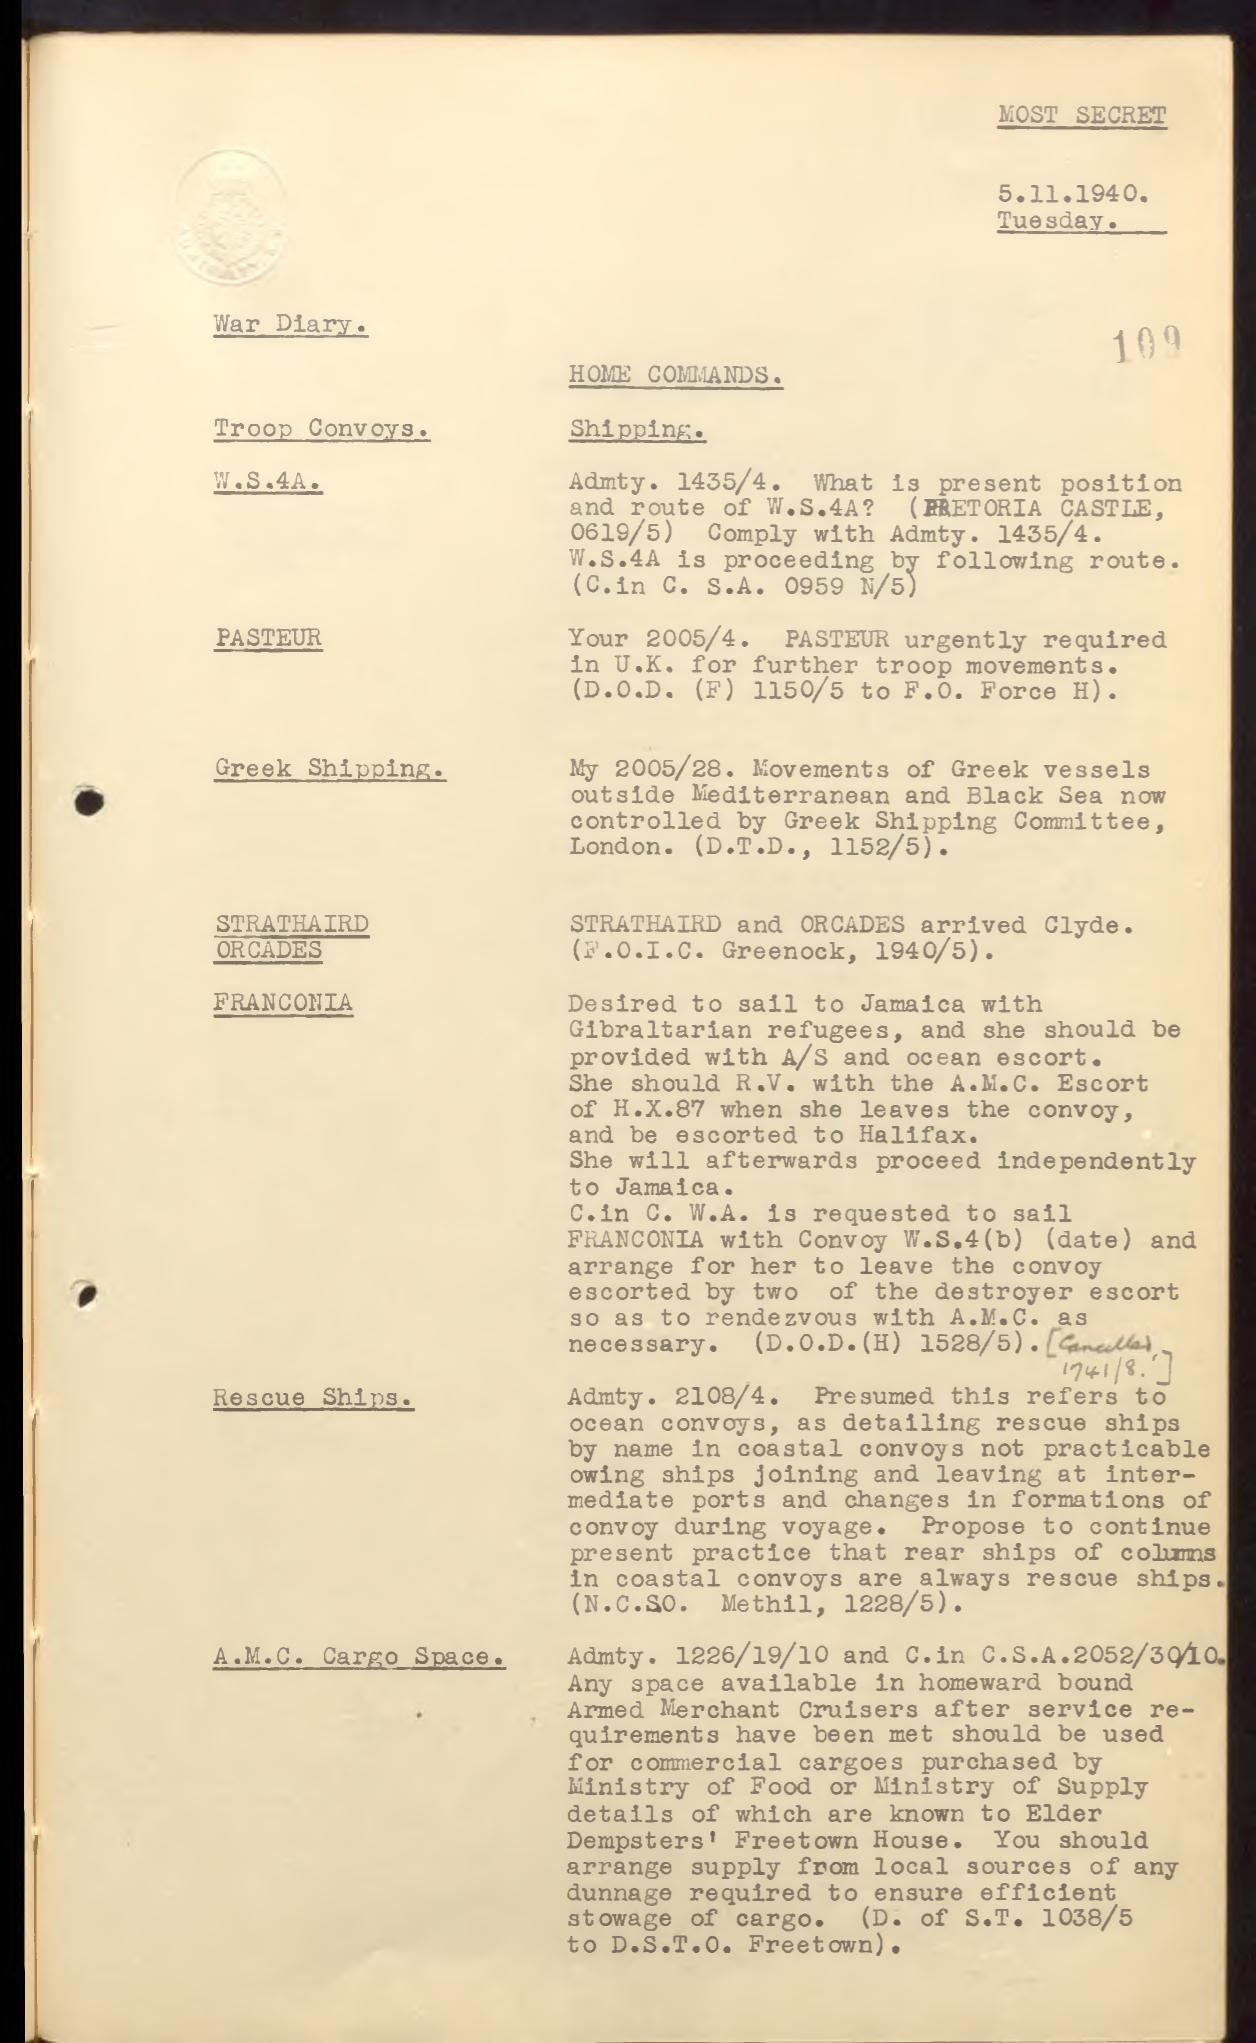 MOST SECRET
5.11.1940.
Tuesday.
War Diary.
109
HOME COMMANDS.
Troop Convoys.
Shipping.
W.S.4A.
Admty. 1435/4. What is present position
and route of W.S.4A? (PRETORIA CASTLE,
0619/5) Comply with Admty. 1435/4.
W.S.4A is proceeding by following route.
(C.in C. S.A. 0959 N/5)
PASTEUR
Your 2005/4. PASTEUR urgently required
in U.K. for further troop movements.
(D.O.D. (F) 1150/5 to F.O. Force H).
Greek Shipping.
My 2005/28. Movements of Greek vessels
outside Mediterranean and Black Sea now
controlled by Greek Shipping Committee,
London. (D.T.D., 1152/5).
STRATHAIRD
ORCADES
STRATHAIRD and ORCADES arrived Clyde.
(F.O.I.C. Greenock, 1940/5).
FRANCONIA
Desired to sail to Jamaica with
Gibraltarian refugees, and she should be
provided with A/S and ocean escort.
She should R.V. with the A.M.C. Escort
of H.X.87 when she leaves the convoy,
and be escorted to Halifax.
She will afterwards proceed independently
to Jamaica.
C.in C. W.A. is requested to sail
FRANCONIA with Convoy W.S.4(b) (date) and
arrange for her to leave the convoy
escorted by two of the destroyer escort
so as to rendezvous with A.M.C. as
necessary. (D.O.D.(H) 1528/5). [Cancelled,
1741/8.]
Rescue Ships.
Admty. 2108/4. Presumed this refers to
ocean convoys, as detailing rescue ships
by name in coastal convoys not practicable
owing ships joining and leaving at inter-
mediate ports and changes in formations of
convoy during voyage. Propose to continue
present practice that rear ships of columns
in coastal convoys are always rescue ships.
(N.C.SO. Methil, 1228/5).
A.M.C. Cargo Space.
Admty. 1226/19/10 and C.in C.S.A.2052/30/10.
Any space available in homeward bound
Armed Merchant Cruisers after service re-
quirements have been met should be used
for commercial cargoes purchased by
Ministry of Food or Ministry of Supply
details of which are known to Elder
Dempsters' Freetown House. You should
arrange supply from local sources of any
dunnage required to ensure efficient
stowage of cargo. (D. of S.T. 1038/5
to D.S.T.O. Freetown).